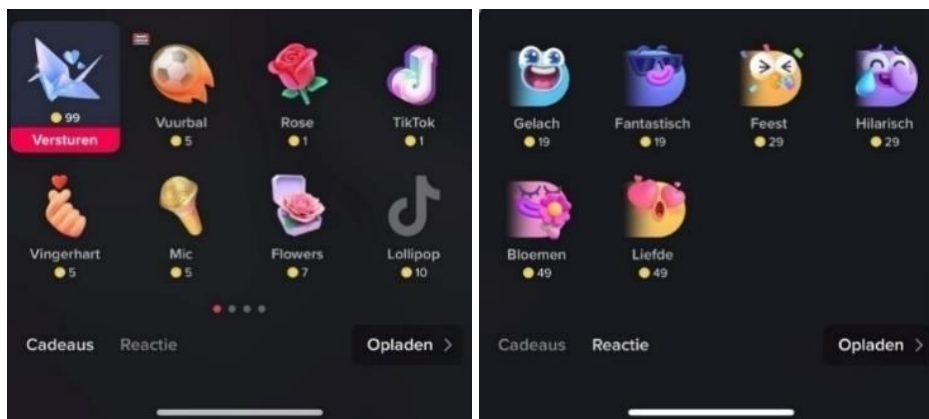 99
Versturen
Vuurbal
5
Rose
1
TikTok
1
Vingerhart
5
Mic
5
Flowers
7
Lollipop
10
Cadeaus
Reactie
Opladen >
Gelach
19
Fantastisch
19
Feest
29
Hilarisch
29
Bloemen
49
Liefde
49
Cadeaus
Reactie
Opladen >